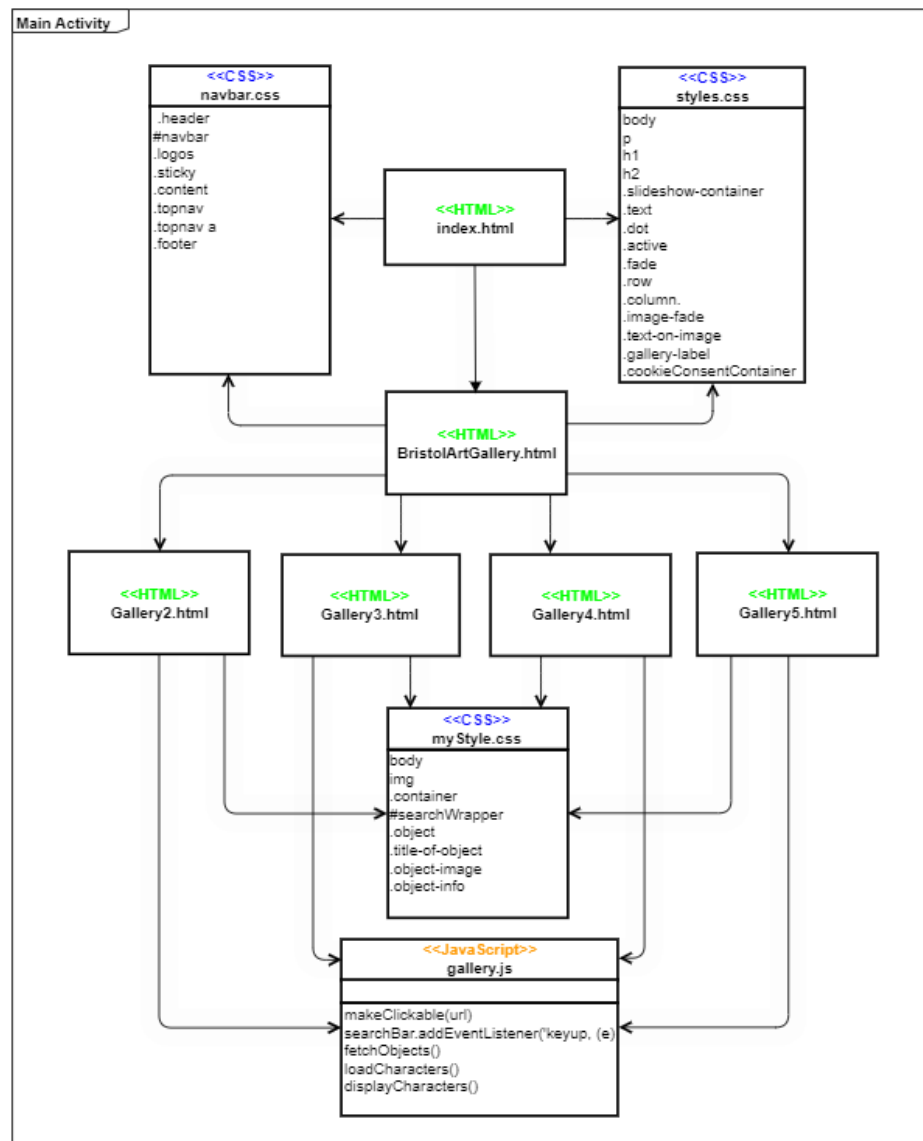 Main Activity
<<CSS>>
navbar.css
.header
#navbar
.logos
.sticky
.content
.topnav
.topnav a
.footer
<<CSS>>
styles.css
body
p
h1
h2
.slideshow-container
.text
.dot
.active
.fade
.row
.column.
.image-fade
.text-on-image
.gallery-label
.cookieConsentContainer
<<HTML>>
index.html
<<HTML>>
BristolArtGallery.html
<<HTML>>
Gallery2.html
<<HTML>>
Gallery3.html
<<HTML>>
Gallery4.html
<<HTML>>
Gallery5.html
<<CSS>>
myStyle.css
body
img
.container
#searchWrapper
.object
.title-of-object
.object-image
.object-info
<<JavaScript>>
gallery.js
makeClickable(url)
searchBar.addEventListener('keyup, (e)
fetchObjects()
loadCharacters()
displayCharacters()